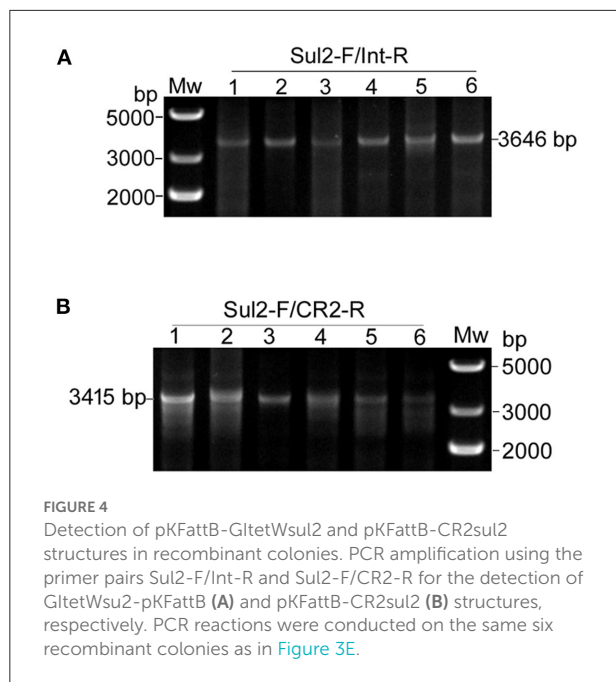 A
Sul2-F/Int-R
Mw 1 2 3 4 5 6
bp
5000
3000
2000
3646 bp
B
Sul2-F/CR2-R
1 2 3 4 5 6 Mw
bp
3415 bp
5000
3000
2000
FIGURE 4
Detection of pKFattB-GItetWsul2 and pKFattB-CR2sul2
structures in recombinant colonies. PCR amplification using the
primer pairs Sul2-F/Int-R and Sul2-F/CR2-R for the detection of
GItetWsu2-pKFattB (A) and pKFattB-CR2sul2 (B) structures,
respectively. PCR reactions were conducted on the same six
recombinant colonies as in Figure 3E.